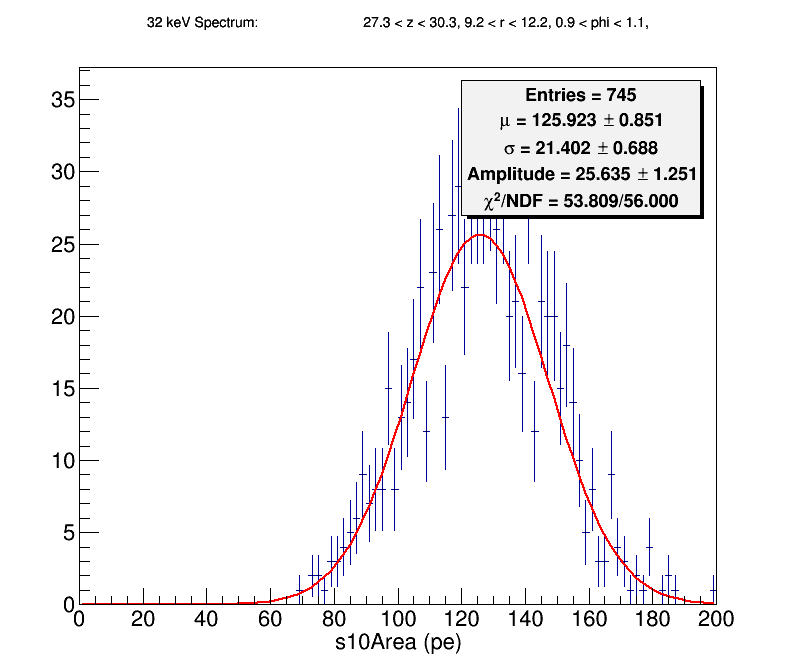 32 keV Spectrum: 27.3 < z < 30.3, 9.2 < r < 12.2, 0.9 < phi < 1.1,
Entries = 745
μ = 125.923 ± 0.851
σ = 21.402 ± 0.688
Amplitude = 25.635 ± 1.251
χ²/NDF = 53.809/56.000
35
30
25
20
15
10
5
0
0 20 40 60 80 100 120 140 160 180 200
s10Area (pe)